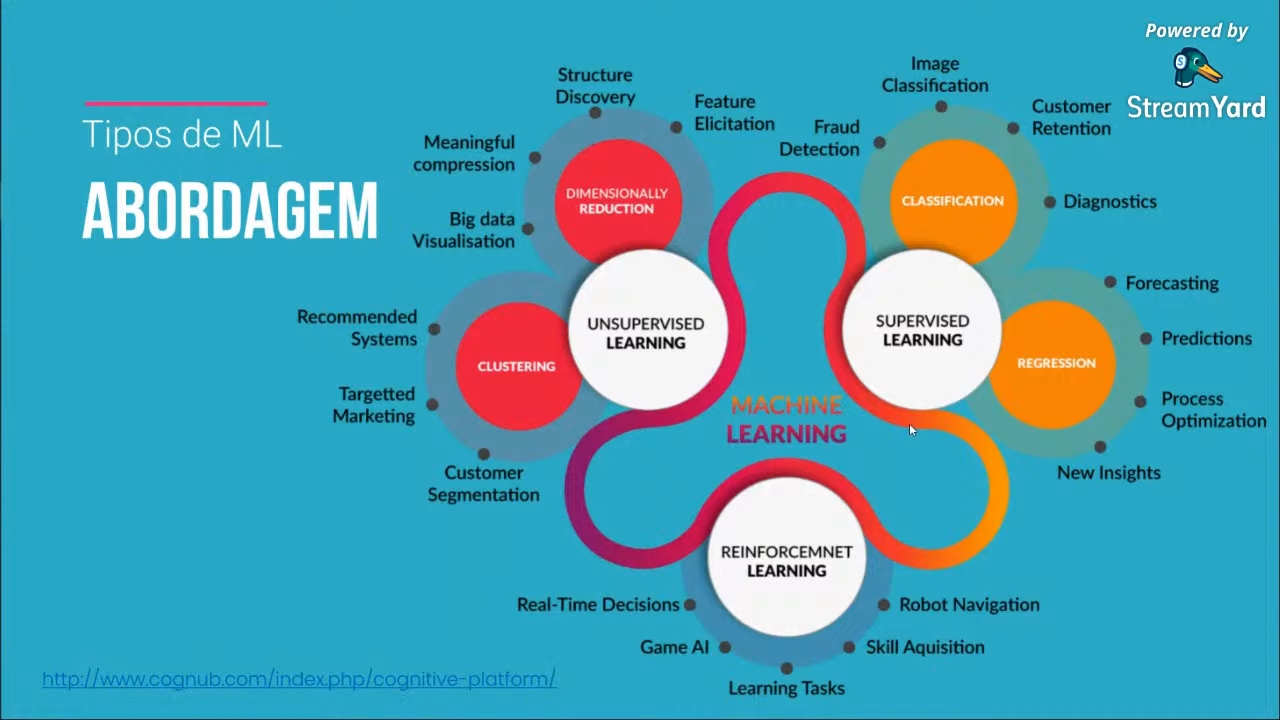 Powered by
StreamYard
Tipos de ML
ABORDAGEM
Structure
Discovery
Feature
Elicitation
Meaningful
compression
Big data
Visualisation
DIMENSIONALLY
REDUCTION
Recommended
Systems
Targetted
Marketing
Customer
Segmentation
CLUSTERING
UNSUPERVISED
LEARNING
Image
Classification
Customer
Retention
Fraud
Detection
Diagnostics
CLASSIFICATION
SUPERVISED
LEARNING
REGRESSION
Forecasting
Predictions
Process
Optimization
New Insights
MACHINE
LEARNING
REINFORCEMNET
LEARNING
Real-Time Decisions
Game AI
Learning Tasks
Skill Aquisition
Robot Navigation
http://www.cognub.com/index.php/cognitive-platform/